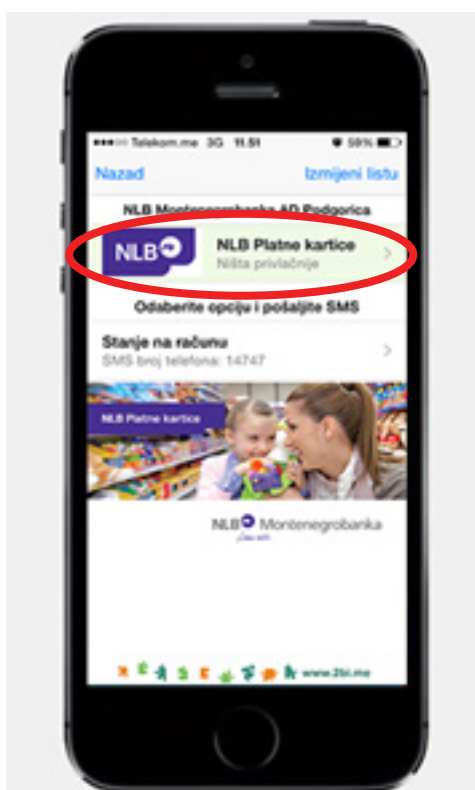 Telekom.me 3G 11.51 59%
Nazad Izmijeni listu
NLB Montenegrobanka AD Podgorica
NLB
NLB Platne kartice
Ništa privlačnije
Odaberite opciju i pošaljite SMS
Stanje na računu
SMS broj telefona: 14747
NLB Platne kartice
NLB Montenegrobanka
www.2bi.me